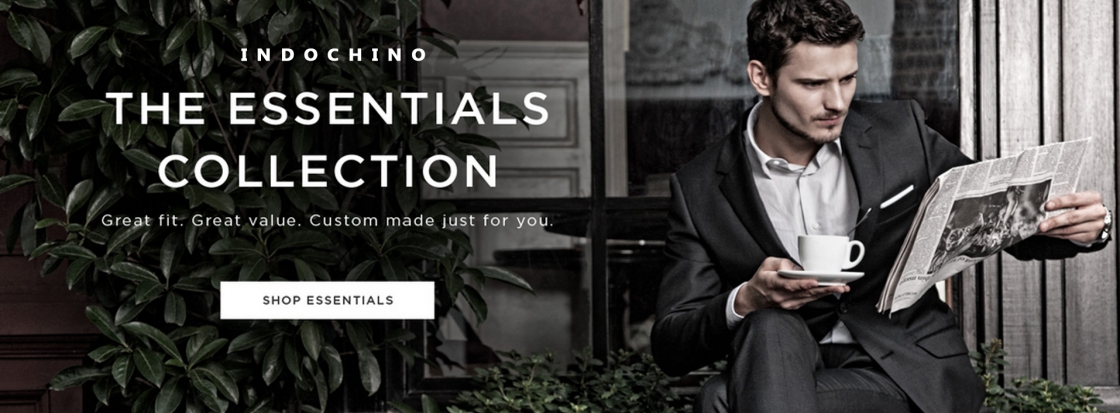 INDOCHINO
THE ESSENTIALS
COLLECTION
Great fit. Great value. Custom made just for you.
SHOP ESSENTIALS